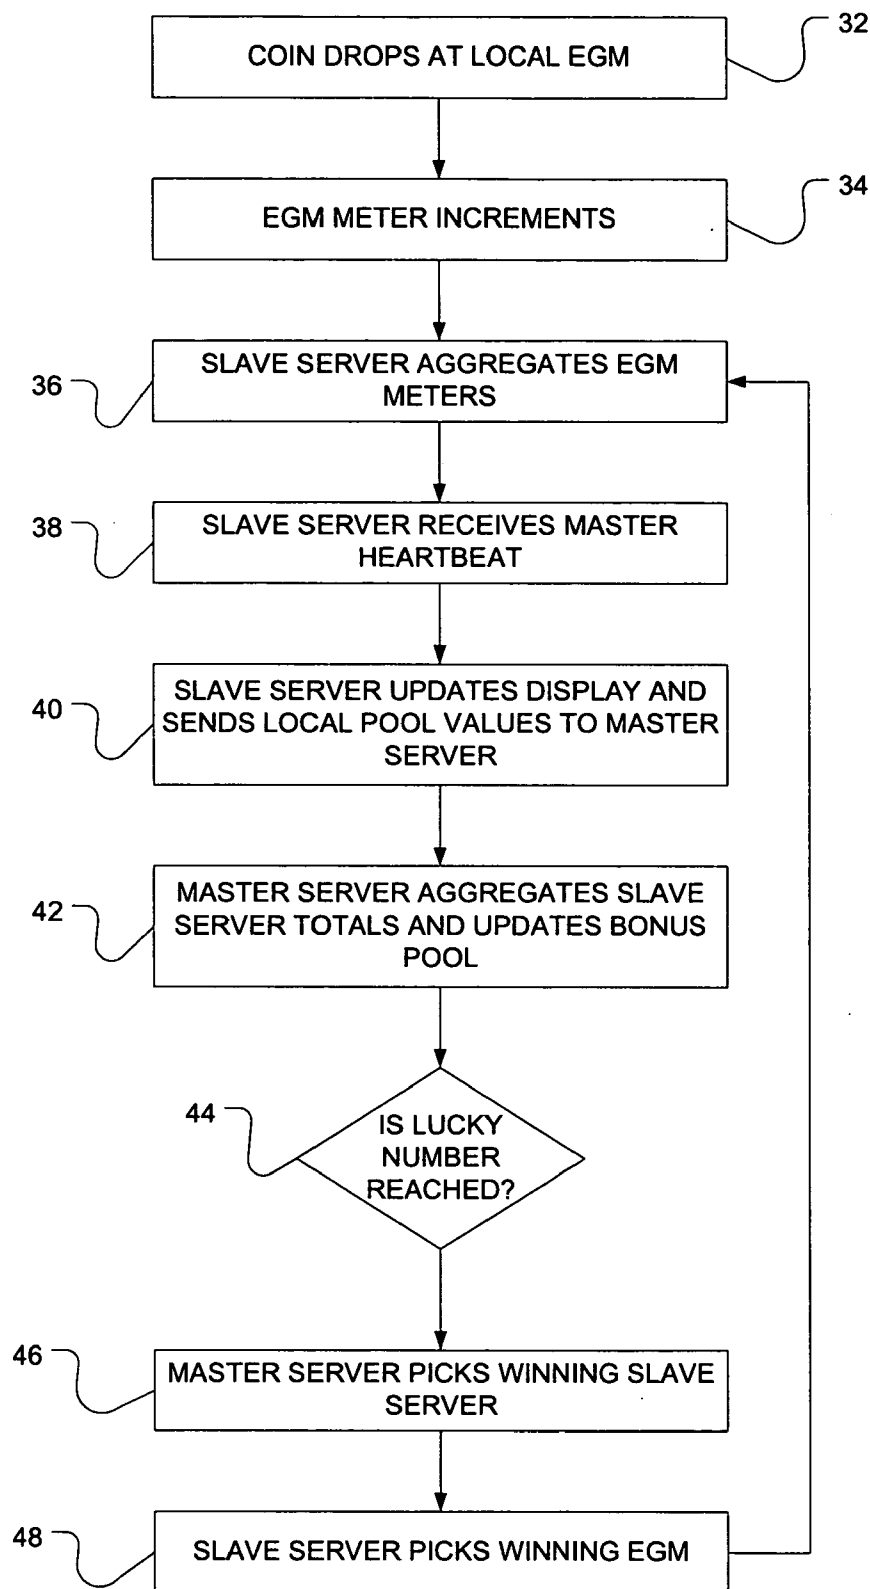 COIN DROPS AT LOCAL EGM
32
EGM METER INCREMENTS
34
SLAVE SERVER AGGREGATES EGM
METERS
36
SLAVE SERVER RECEIVES MASTER
HEARTBEAT
38
SLAVE SERVER UPDATES DISPLAY AND
SENDS LOCAL POOL VALUES TO MASTER
SERVER
40
MASTER SERVER AGGREGATES SLAVE
SERVER TOTALS AND UPDATES BONUS
POOL
42
IS LUCKY
NUMBER
REACHED?
44
MASTER SERVER PICKS WINNING SLAVE
SERVER
46
SLAVE SERVER PICKS WINNING EGM
48